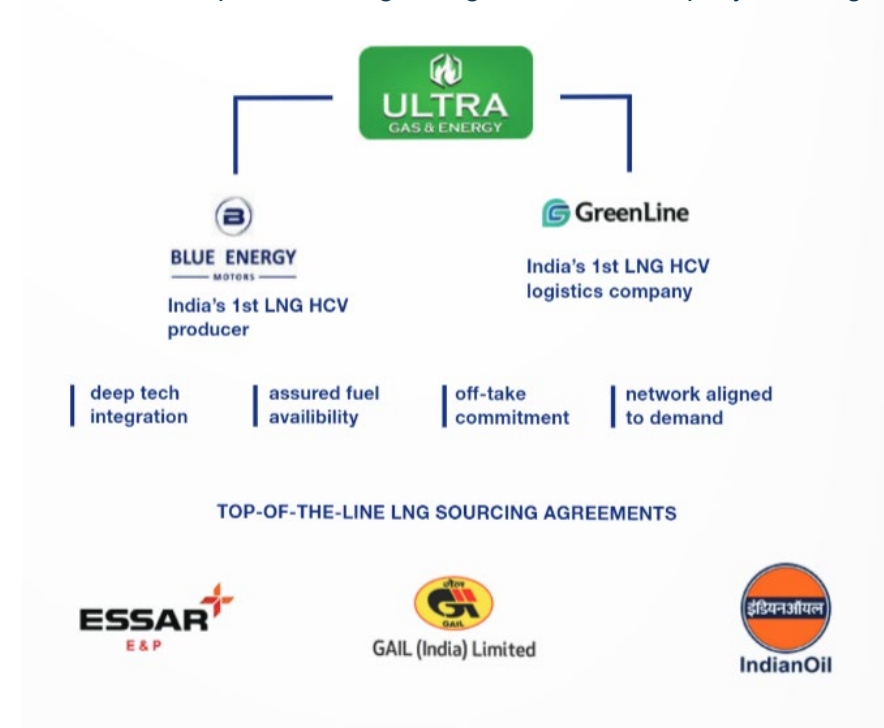 ULTRA
GAS & ENERGY
B
BLUE ENERGY
MOTORS
India's 1st LNG HCV
producer
GreenLine
India's 1st LNG HCV
logistics company
deep tech
integration
assured fuel
availibility
off-take
commitment
network aligned
to demand
TOP-OF-THE-LINE LNG SOURCING AGREEMENTS
ESSAR
E & P
गेल
GAIL
GAIL (India) Limited
इंडियनऑयल
IndianOil